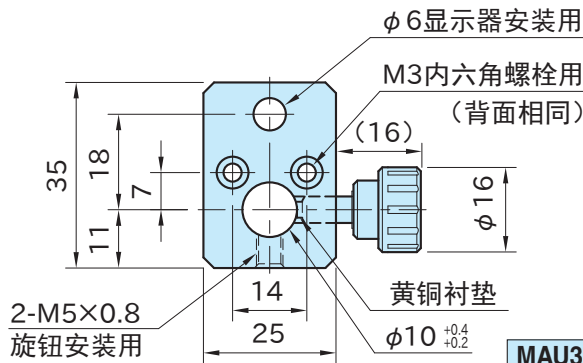 φ6显示器安装用
M3内六角螺栓用
（背面相同）
(16)
35
18
7
11
φ16
14
25
黄铜衬垫
2-M5×0.8
旋钮安装用
φ10 +0.4 +0.2
MAU3